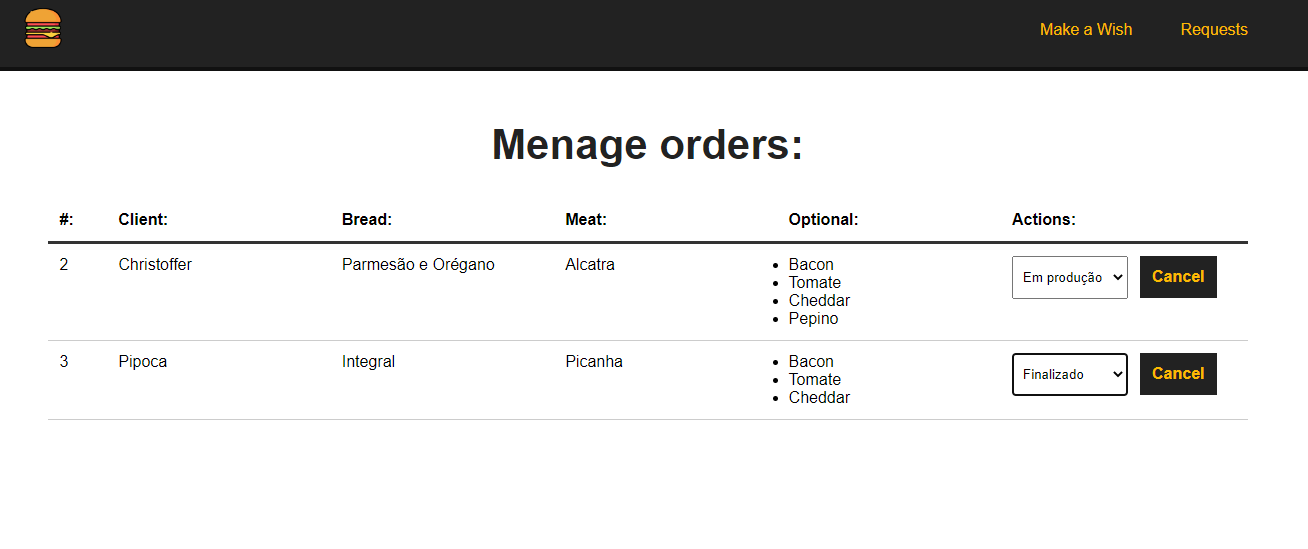 Make a Wish Requests
Menage orders:
#: Client: Bread: Meat: Optional: Actions:
2 Christoffer Parmesão e Orégano Alcatra Bacon Em produção Cancel
Tomate
Cheddar
Pepino
3 Pipoca Integral Picanha Bacon Finalizado Cancel
Tomate
Cheddar